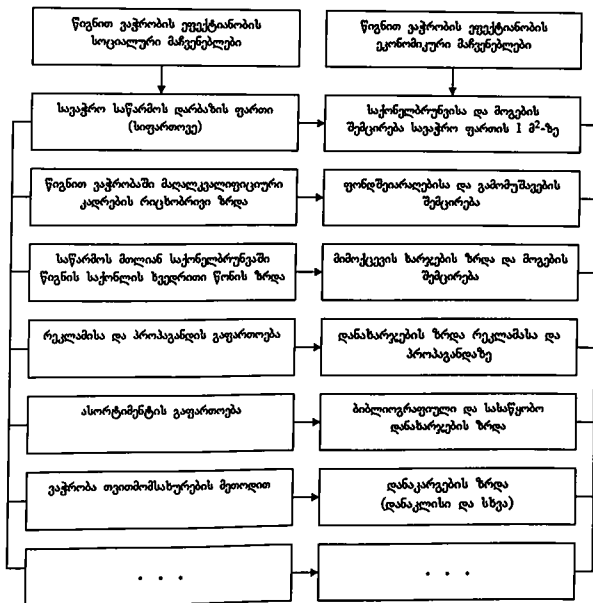 წიგნით ვაჭრობის ეფექტიანობის
სოციალური მაჩვენებლები
წიგნით ვაჭრობის ეფექტიანობის
ეკონომიკური მაჩვენებლები
სავაჭრო საწარმოს დარბაზის ფართი
(სიფართოვე)
საქონელბრუნვისა და მოგების
შემცირება სავაჭრო ფართის 1 მ²-ზე
წიგნით ვაჭრობაში მაღალკვალიფიციური
კადრების რიცხობრივი ზრდა
ფონდშეიარაღებისა და გამომუშავების
შემცირება
საწარმოს მთლიან საქონელბრუნვაში
წიგნის საქონლის ხვედრითი წონის ზრდა
მიმოქცევის ხარჯების ზრდა და მოგების
შემცირება
რეკლამისა და პროპაგანდის გაფართოება
დანახარჯების ზრდა რეკლამასა და
პროპაგანდაზე
ასორტიმენტის გაფართოება
ბიბლიოგრაფიული და სასაწყობო
დანახარჯების ზრდა
ვაჭრობა თვითმომსახურების მეთოდით
დანაკარგების ზრდა
(დანაკლისი და სხვა)
. . .
. . .